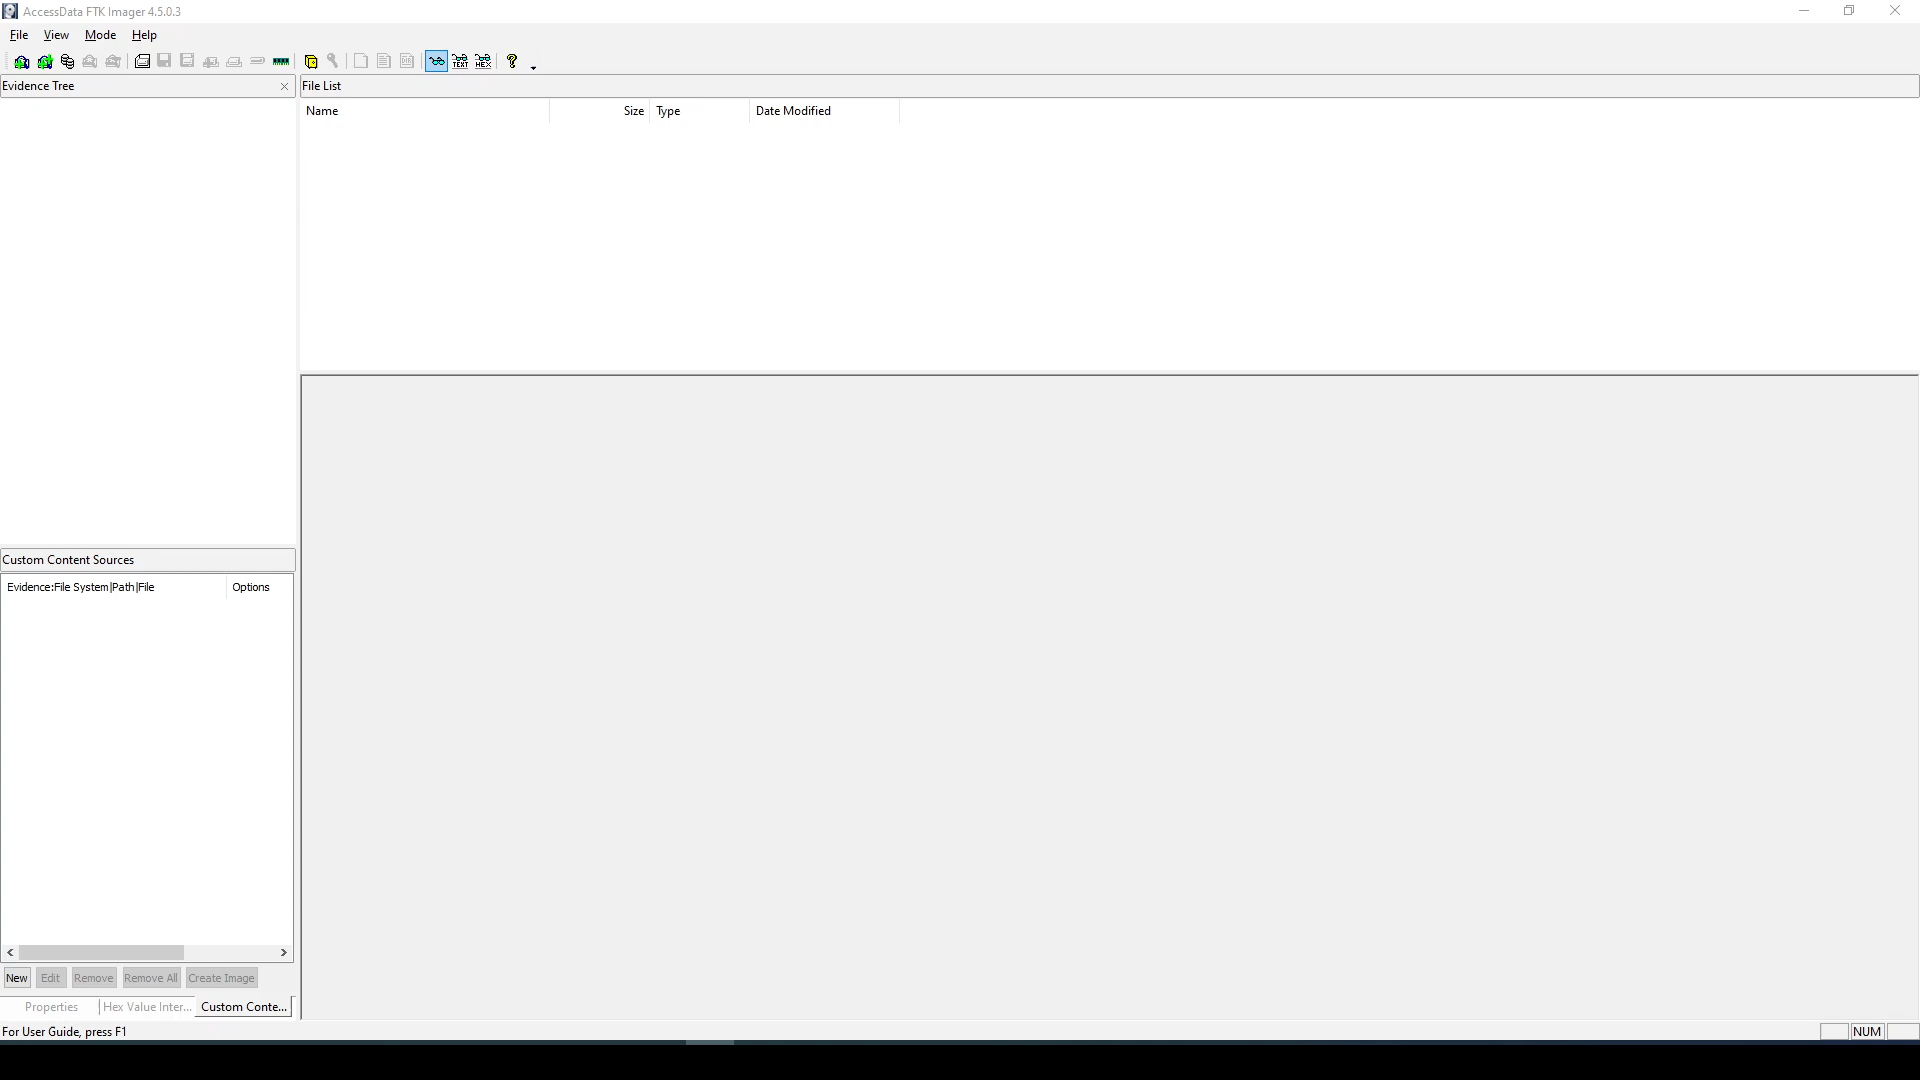 AccessData FTK Imager 4.5.0.3
File View Mode Help
TEXT HEX
Evidence Tree
File List
Name Size Type Date Modified
Custom Content Sources
Evidence:File System|Path|File Options
New Edit Remove Remove All Create Image
Properties Hex Value Inter... Custom Conte...
For User Guide, press F1
NUM